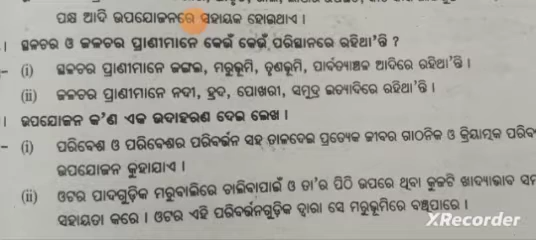 ପକ୍ଷ ଆଦି ଉପଯୋଜନରେ ସହାୟକ ହୋଇଥାଏ ।
। ସ୍ଥଳଚର ଓ ଜଳଚର ପ୍ରାଣୀମାନେ କେଉଁ କେଉଁ ପରିସ୍ଥାନରେ ରହିଥା'ନ୍ତି ?
– (i) ସ୍ଥଳଚର ପ୍ରାଣୀମାନେ ଜଙ୍ଗଲ, ମରୁଭୂମି, ତୃଣଭୂମି, ପାର୍ବତ୍ୟାଞ୍ଚଳ ଆଦିରେ ରହିଥା'ନ୍ତି ।
(ii) ଜଳଚର ପ୍ରାଣୀମାନେ ନଦୀ, ହ୍ରଦ, ପୋଖରୀ, ସମୁଦ୍ର ଇତ୍ୟାଦିରେ ରହିଥା'ନ୍ତି ।
। ଉପଯୋଜନ କ'ଣ ଏକ ଉଦାହରଣ ଦେଇ ଲେଖ ।
– (i) ପରିବେଶ ଓ ପରିବେଶର ପରିବର୍ତ୍ତନ ସହ ତାଳଦେଇ ପ୍ରତ୍ୟେକ ଜୀବର ଗାଠନିକ ଓ କ୍ରିୟାତ୍ମକ ପରିବ
ଉପଯୋଜନ କୁହାଯାଏ ।
(ii) ଓଟର ପାଦଗୁଡ଼ିକ ମରୁବାଲିରେ ଚାଲିବାପାଇଁ ଓ ତା'ର ପିଠି ଉପରେ ଥିବା କୁଜଟି ଖାଦ୍ୟାଭାବ ସମ
ସହାୟତା କରେ । ଓଟର ଏହି ପରିବର୍ତ୍ତନଗୁଡ଼ିକ ଦ୍ୱାରା ସେ ମରୁଭୂମିରେ ବଞ୍ଚିପାରେ ।
XRecorder